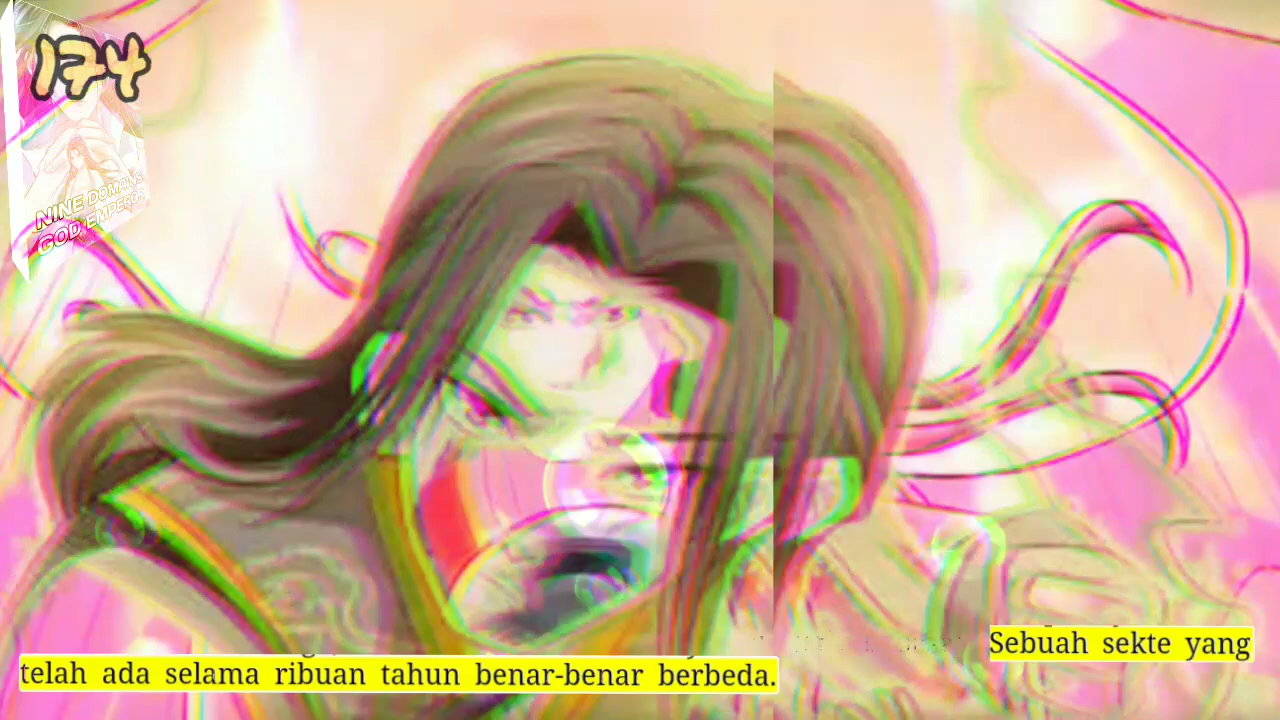 174
NINE DOMAINS
GOD EMPEROR
Sebuah sekte yang
telah ada selama ribuan tahun benar-benar berbeda.